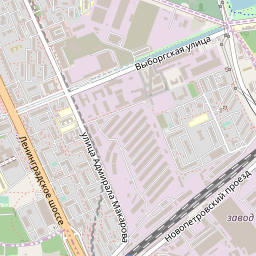 Выборгская улица
Ленинградское шоссе
улица Адмирала Макарова
Новопетровский проезд
завод